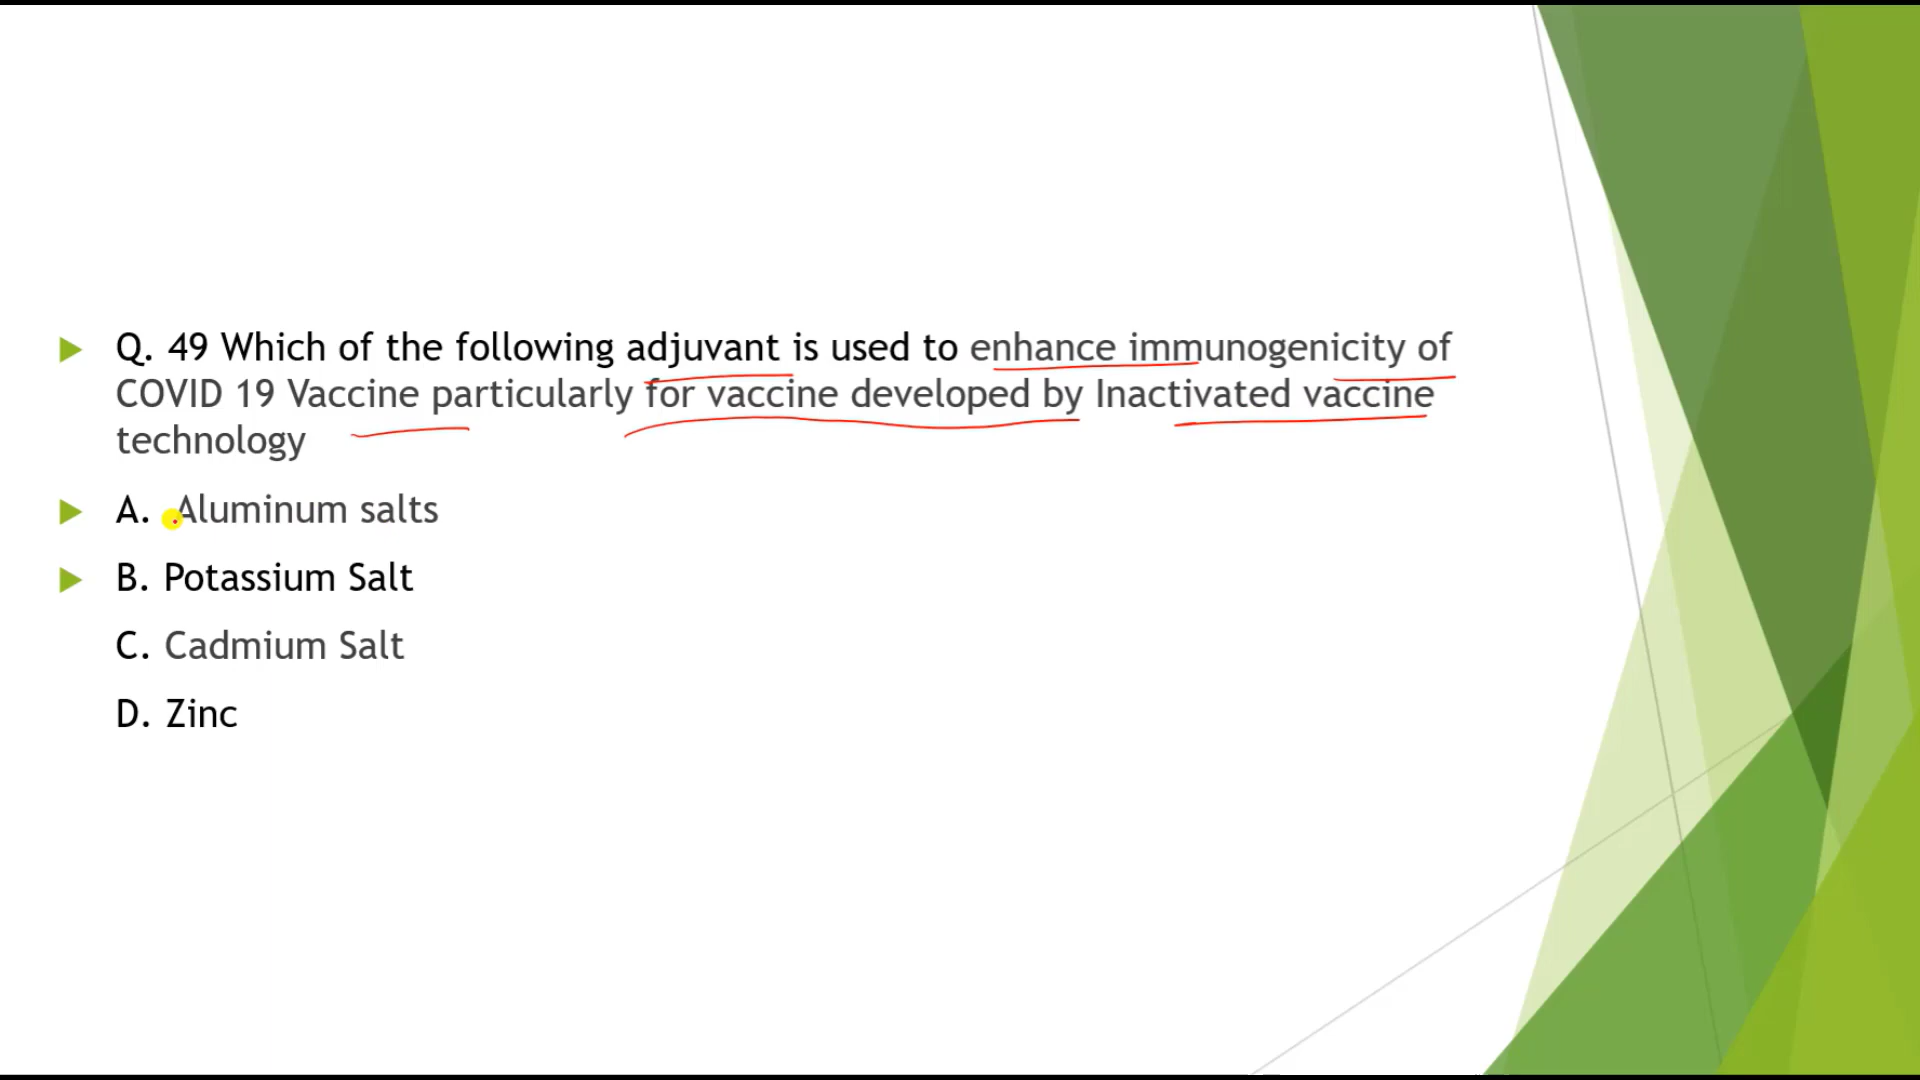 Q. 49 Which of the following adjuvant is used to enhance immunogenicity of
COVID 19 Vaccine particularly for vaccine developed by Inactivated vaccine
technology
A. Aluminum salts
B. Potassium Salt
C. Cadmium Salt
D. Zinc